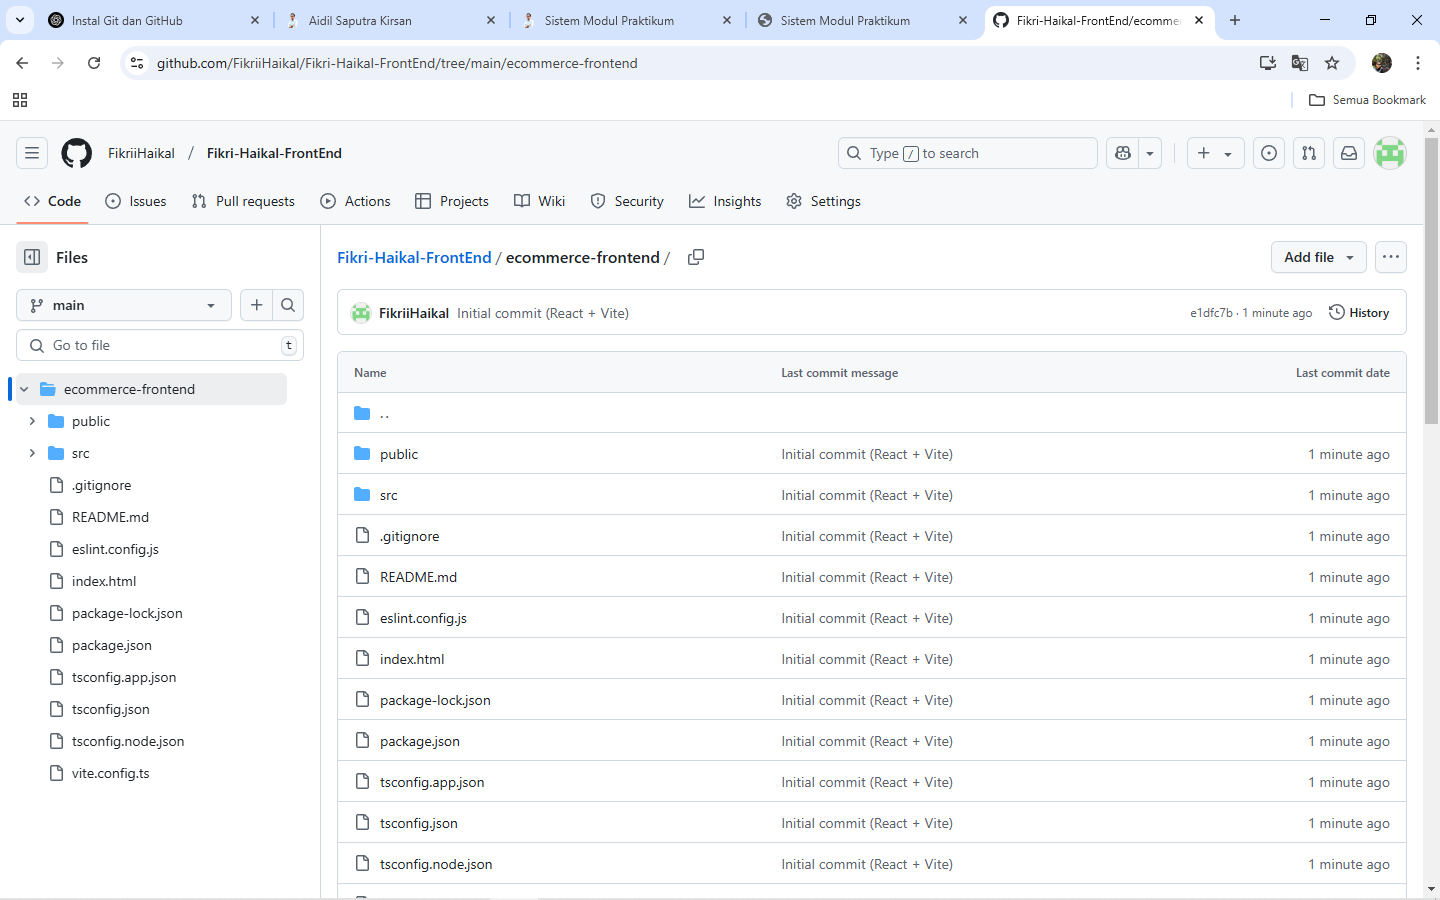 Instal Git dan GitHub
Aidil Saputra Kirsan
Sistem Modul Praktikum
Sistem Modul Praktikum
Fikri-Haikal-FrontEnd/ecomme
github.com/FikriiHaikal/Fikri-Haikal-FrontEnd/tree/main/ecommerce-frontend
Semua Bookmark
FikriiHaikal / Fikri-Haikal-FrontEnd
Type / to search
Code
Issues
Pull requests
Actions
Projects
Wiki
Security
Insights
Settings
Files
main
Go to file
t
ecommerce-frontend
public
src
.gitignore
README.md
eslint.config.js
index.html
package-lock.json
package.json
tsconfig.app.json
tsconfig.json
tsconfig.node.json
vite.config.ts
Fikri-Haikal-FrontEnd / ecommerce-frontend /
Add file
FikriiHaikal Initial commit (React + Vite)
e1dfc7b · 1 minute ago
History
Name Last commit message Last commit date
..
public Initial commit (React + Vite) 1 minute ago
src Initial commit (React + Vite) 1 minute ago
.gitignore Initial commit (React + Vite) 1 minute ago
README.md Initial commit (React + Vite) 1 minute ago
eslint.config.js Initial commit (React + Vite) 1 minute ago
index.html Initial commit (React + Vite) 1 minute ago
package-lock.json Initial commit (React + Vite) 1 minute ago
package.json Initial commit (React + Vite) 1 minute ago
tsconfig.app.json Initial commit (React + Vite) 1 minute ago
tsconfig.json Initial commit (React + Vite) 1 minute ago
tsconfig.node.json Initial commit (React + Vite) 1 minute ago